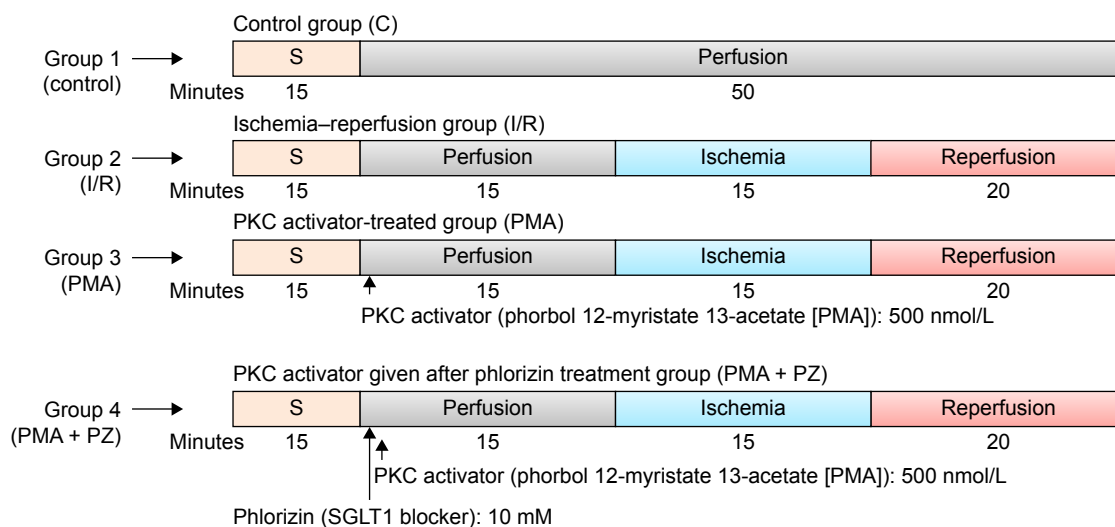 Control group (C)
Group 1
(control)
S
Perfusion
Minutes
15
50
Ischemia–reperfusion group (I/R)
Group 2
(I/R)
S
Perfusion
Ischemia
Reperfusion
Minutes
15
15
15
20
PKC activator-treated group (PMA)
Group 3
(PMA)
S
Perfusion
Ischemia
Reperfusion
Minutes
15
15
15
20
PKC activator (phorbol 12-myristate 13-acetate [PMA]): 500 nmol/L
PKC activator given after phlorizin treatment group (PMA + PZ)
Group 4
(PMA + PZ)
S
Perfusion
Ischemia
Reperfusion
Minutes
15
15
15
20
PKC activator (phorbol 12-myristate 13-acetate [PMA]): 500 nmol/L
Phlorizin (SGLT1 blocker): 10 mM